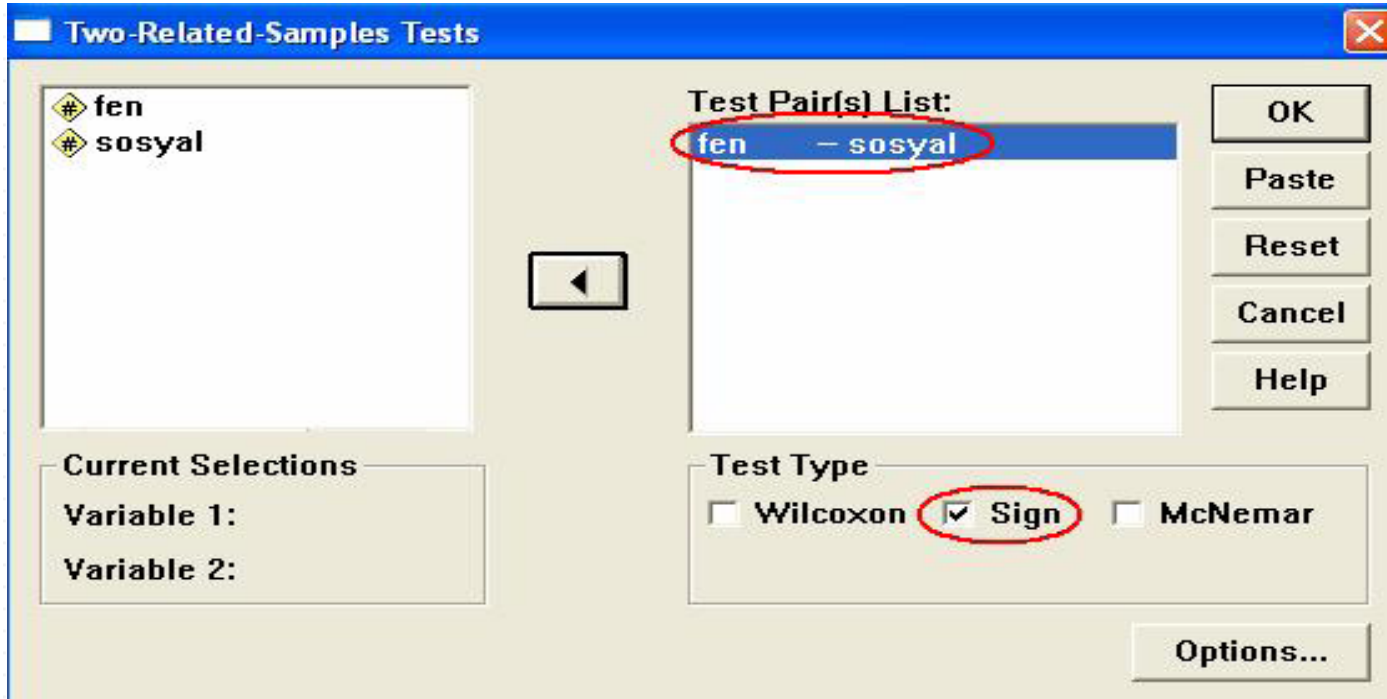 Two-Related-Samples Tests
fen
sosyal
Test Pair(s) List:
fen – sosyal
OK
Paste
Reset
Cancel
Help
Current Selections
Variable 1:
Variable 2:
Test Type
Wilcoxon Sign McNemar
Options...